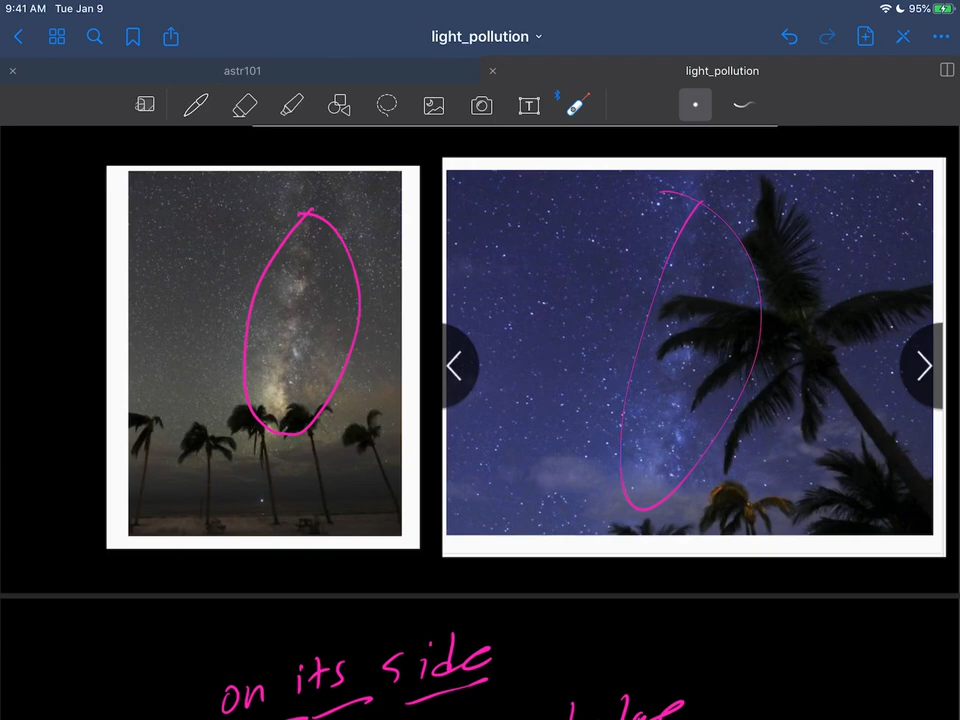 9:41 AM Tue Jan 9
95%
light_pollution
astr101
light_pollution
T
on its side